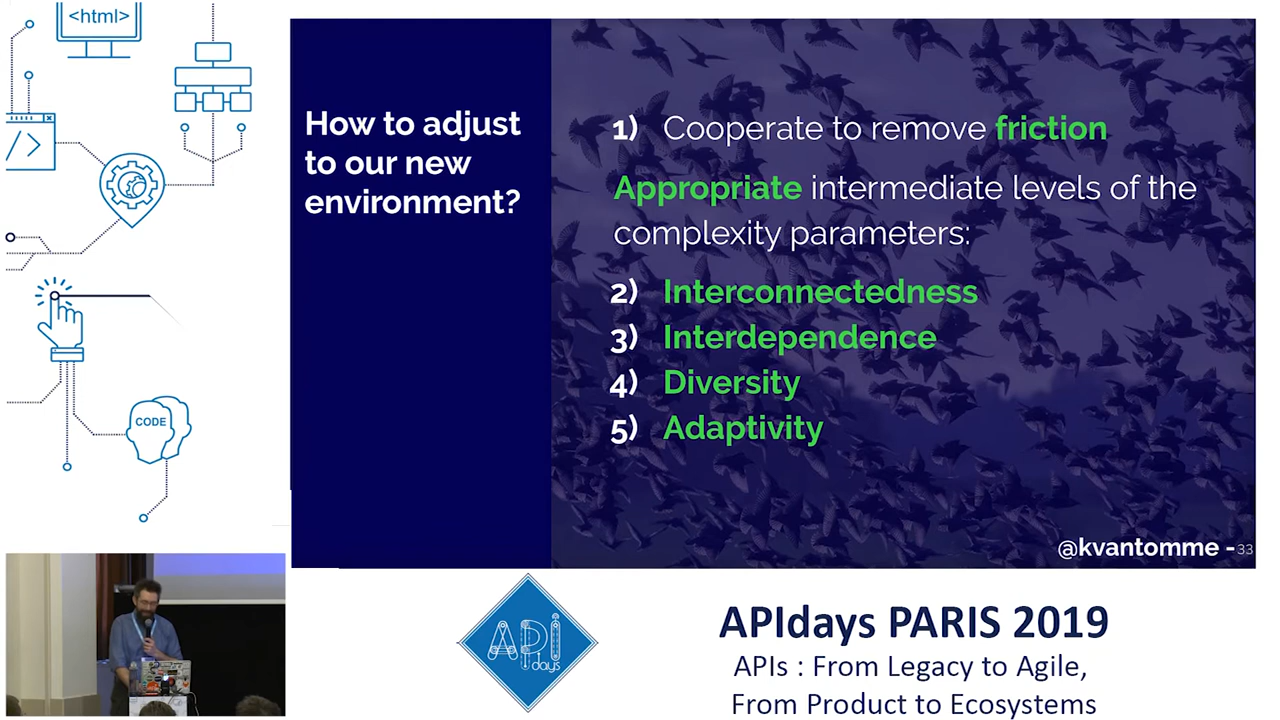 <html>
</>
CODE
How to adjust
to our new
environment?
1) Cooperate to remove friction
Appropriate intermediate levels of the
complexity parameters:
2) Interconnectedness
3) Interdependence
4) Diversity
5) Adaptivity
@kvantomme - 33
API
days
APIdays PARIS 2019
APIs : From Legacy to Agile,
From Product to Ecosystems